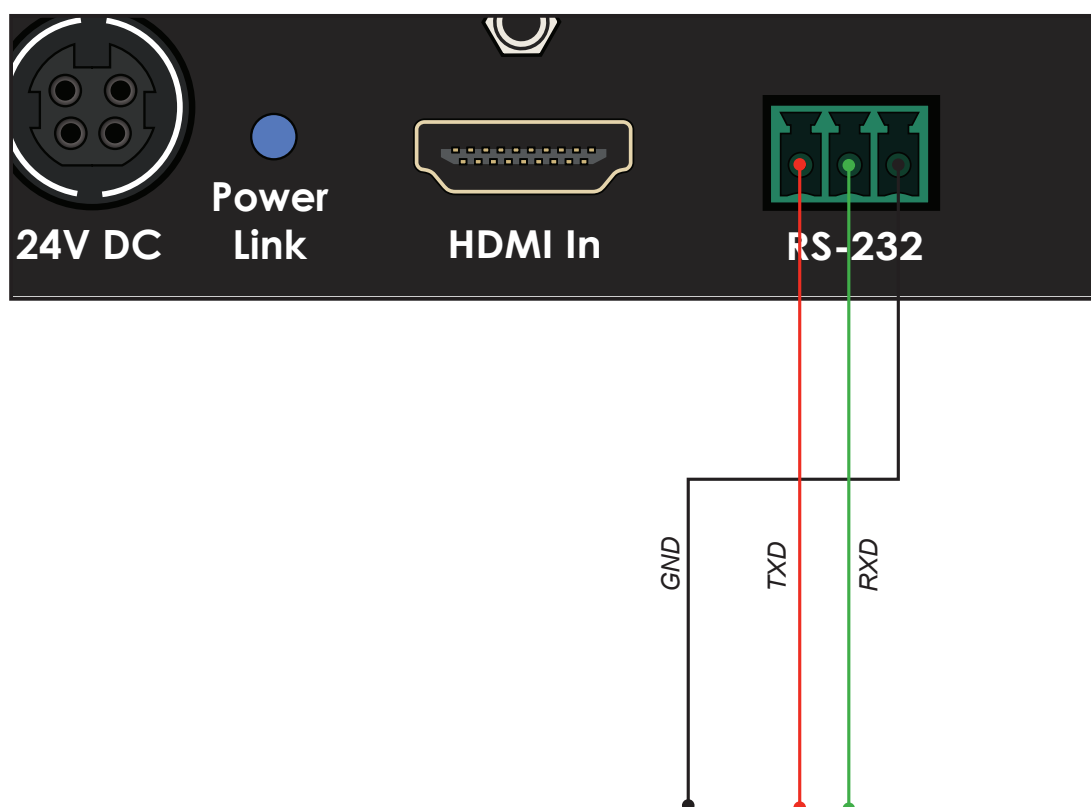 Power
24V DC
Link
HDMI In
RS-232
GND
TXD
RXD